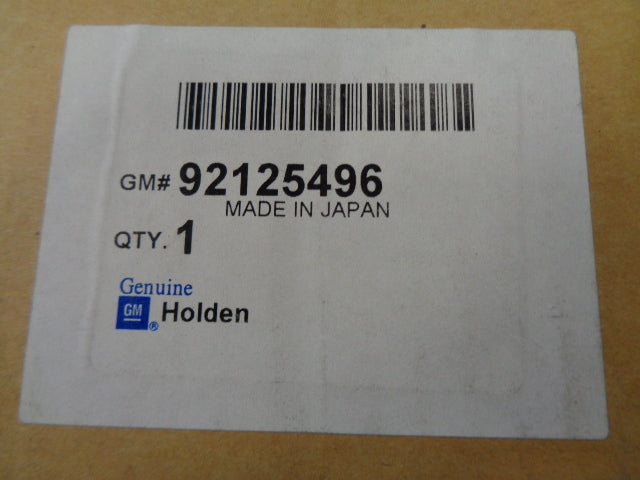 GM# 92125496
MADE IN JAPAN
QTY. 1
Genuine
GM ® Holden